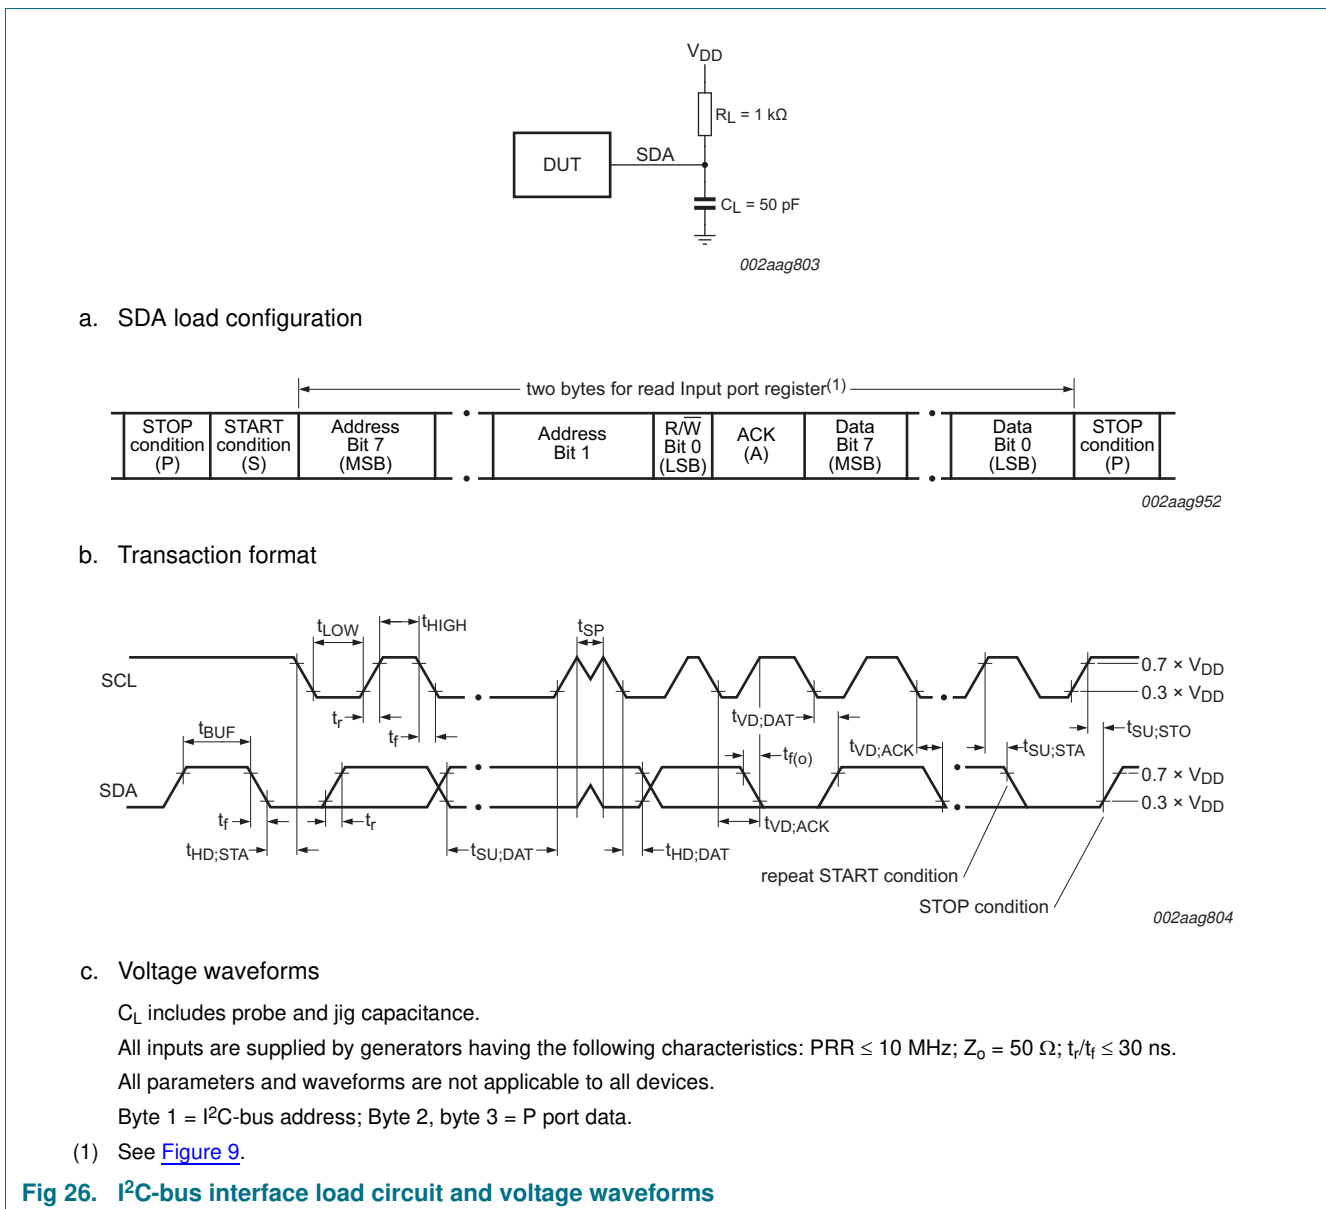 VDD
RL = 1 kΩ
DUT
SDA
CL = 50 pF
002aag803
a. SDA load configuration
two bytes for read Input port register(1)
STOP condition (P)
START condition (S)
Address Bit 7 (MSB)
Address Bit 1
R/W̅ Bit 0 (LSB)
ACK (A)
Data Bit 7 (MSB)
Data Bit 0 (LSB)
STOP condition (P)
002aag952
b. Transaction format
tLOW
tHIGH
tSP
SCL
0.7 × VDD
0.3 × VDD
tr
tf
tVD;DAT
tBUF
tf(o)
tVD;ACK
tSU;STA
tSU;STO
SDA
0.7 × VDD
0.3 × VDD
tf
tr
tVD;ACK
tHD;STA
tSU;DAT
tHD;DAT
repeat START condition
STOP condition
002aag804
c. Voltage waveforms
CL includes probe and jig capacitance.
All inputs are supplied by generators having the following characteristics: PRR ≤ 10 MHz; Zo = 50 Ω; tr/tf ≤ 30 ns.
All parameters and waveforms are not applicable to all devices.
Byte 1 = I²C-bus address; Byte 2, byte 3 = P port data.
(1) See Figure 9.
Fig 26. I²C-bus interface load circuit and voltage waveforms